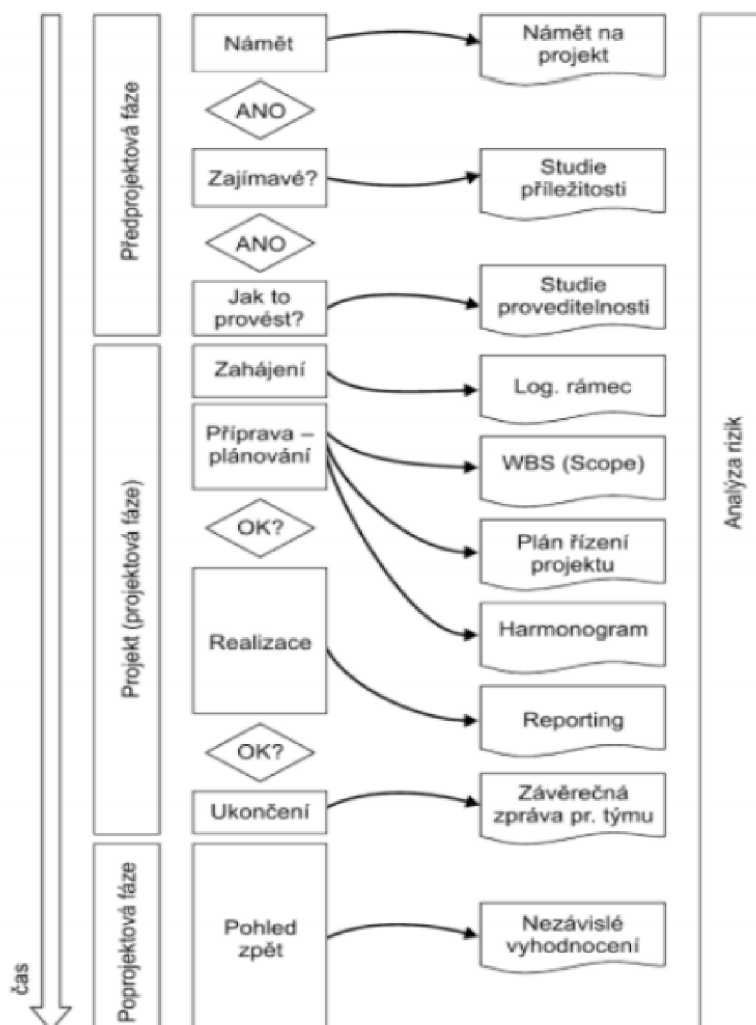 Předprojektová fáze
Námět
Námět na
projekt
ANO
Zajímavé?
Studie
příležitosti
ANO
Jak to
provést?
Studie
proveditelnosti
Projekt (projektová fáze)
Zahájení
Log. rámec
Příprava –
plánování
WBS (Scope)
OK?
Plán řízení
projektu
Harmonogram
Realizace
Reporting
OK?
Ukončení
Závěrečná
zpráva pr. týmu
Poprojektová fáze
Pohled
zpět
Nezávislé
vyhodnocení
čas
Analýza rizik